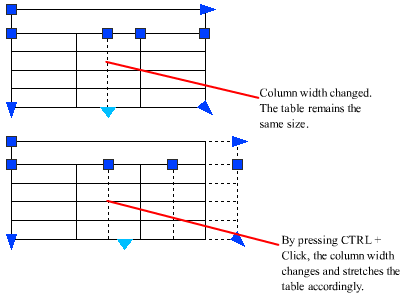 Column width changed.
The table remains the
same size.
By pressing CTRL +
Click, the column width
changes and stretches the
table accordingly.